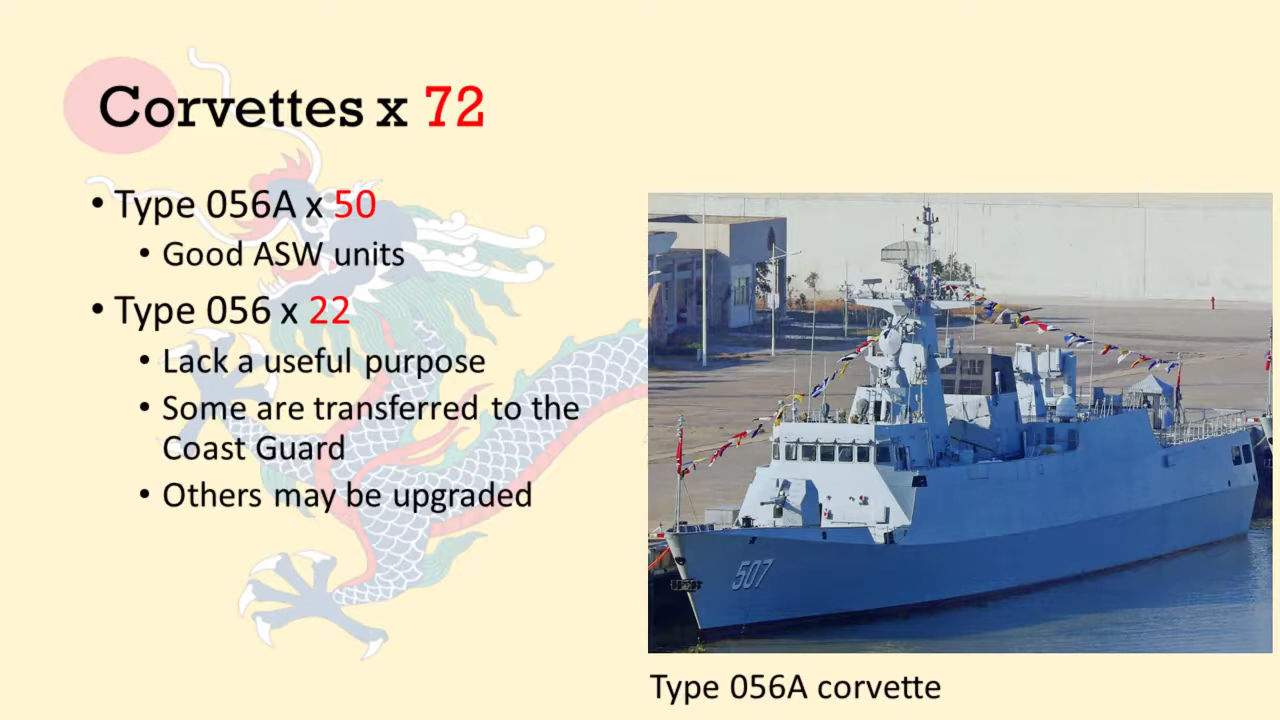 Corvettes x 72
• Type 056A x 50
• Good ASW units
• Type 056 x 22
• Lack a useful purpose
• Some are transferred to the
Coast Guard
• Others may be upgraded
507
Type 056A corvette